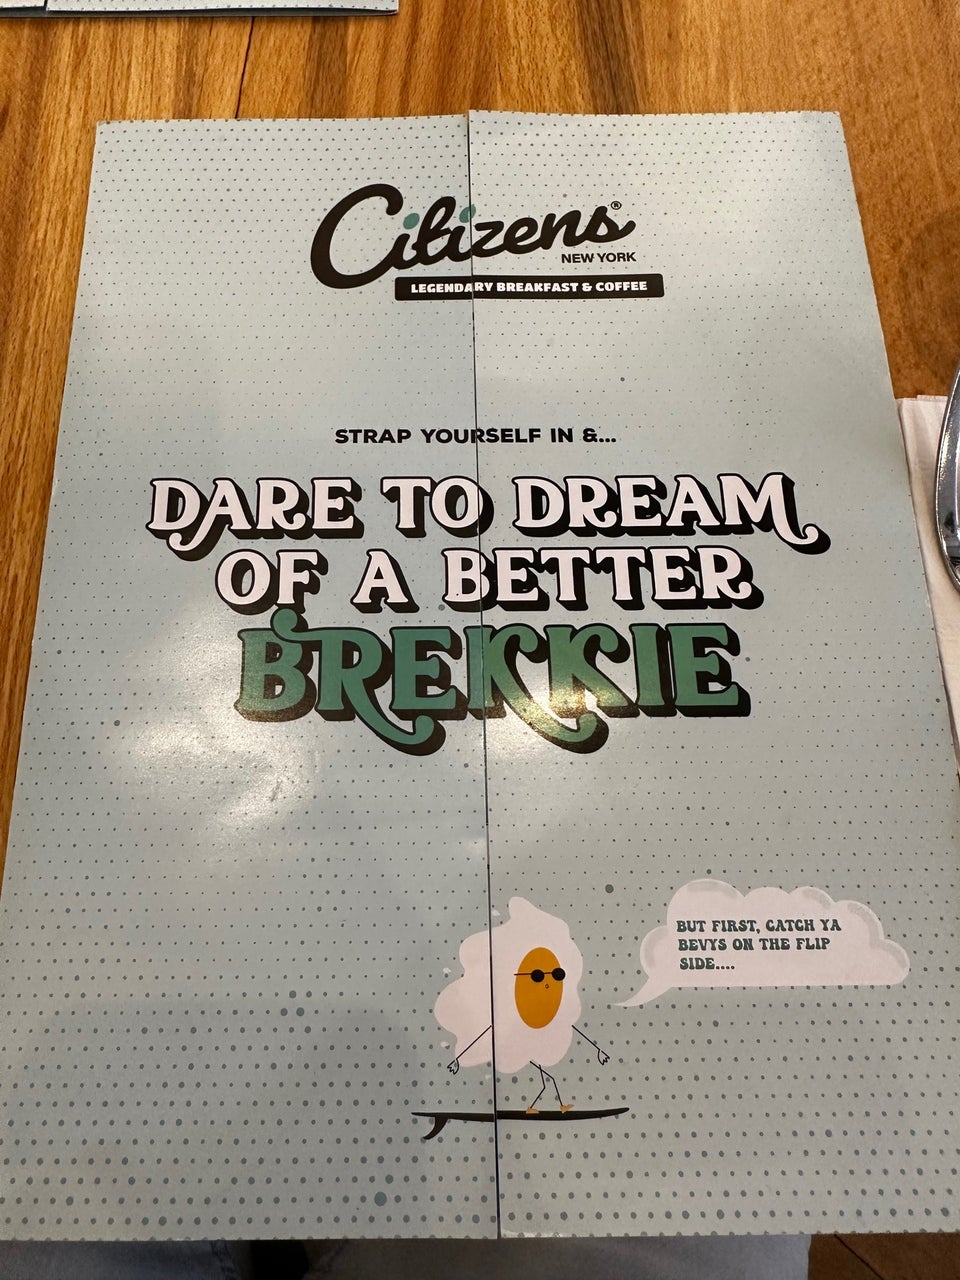 Citizens®
NEW YORK
LEGENDARY BREAKFAST & COFFEE
STRAP YOURSELF IN &...
DARE TO DREAM
OF A BETTER
BREKKIE
BUT FIRST, CATCH YA
BEVYS ON THE FLIP
SIDE....